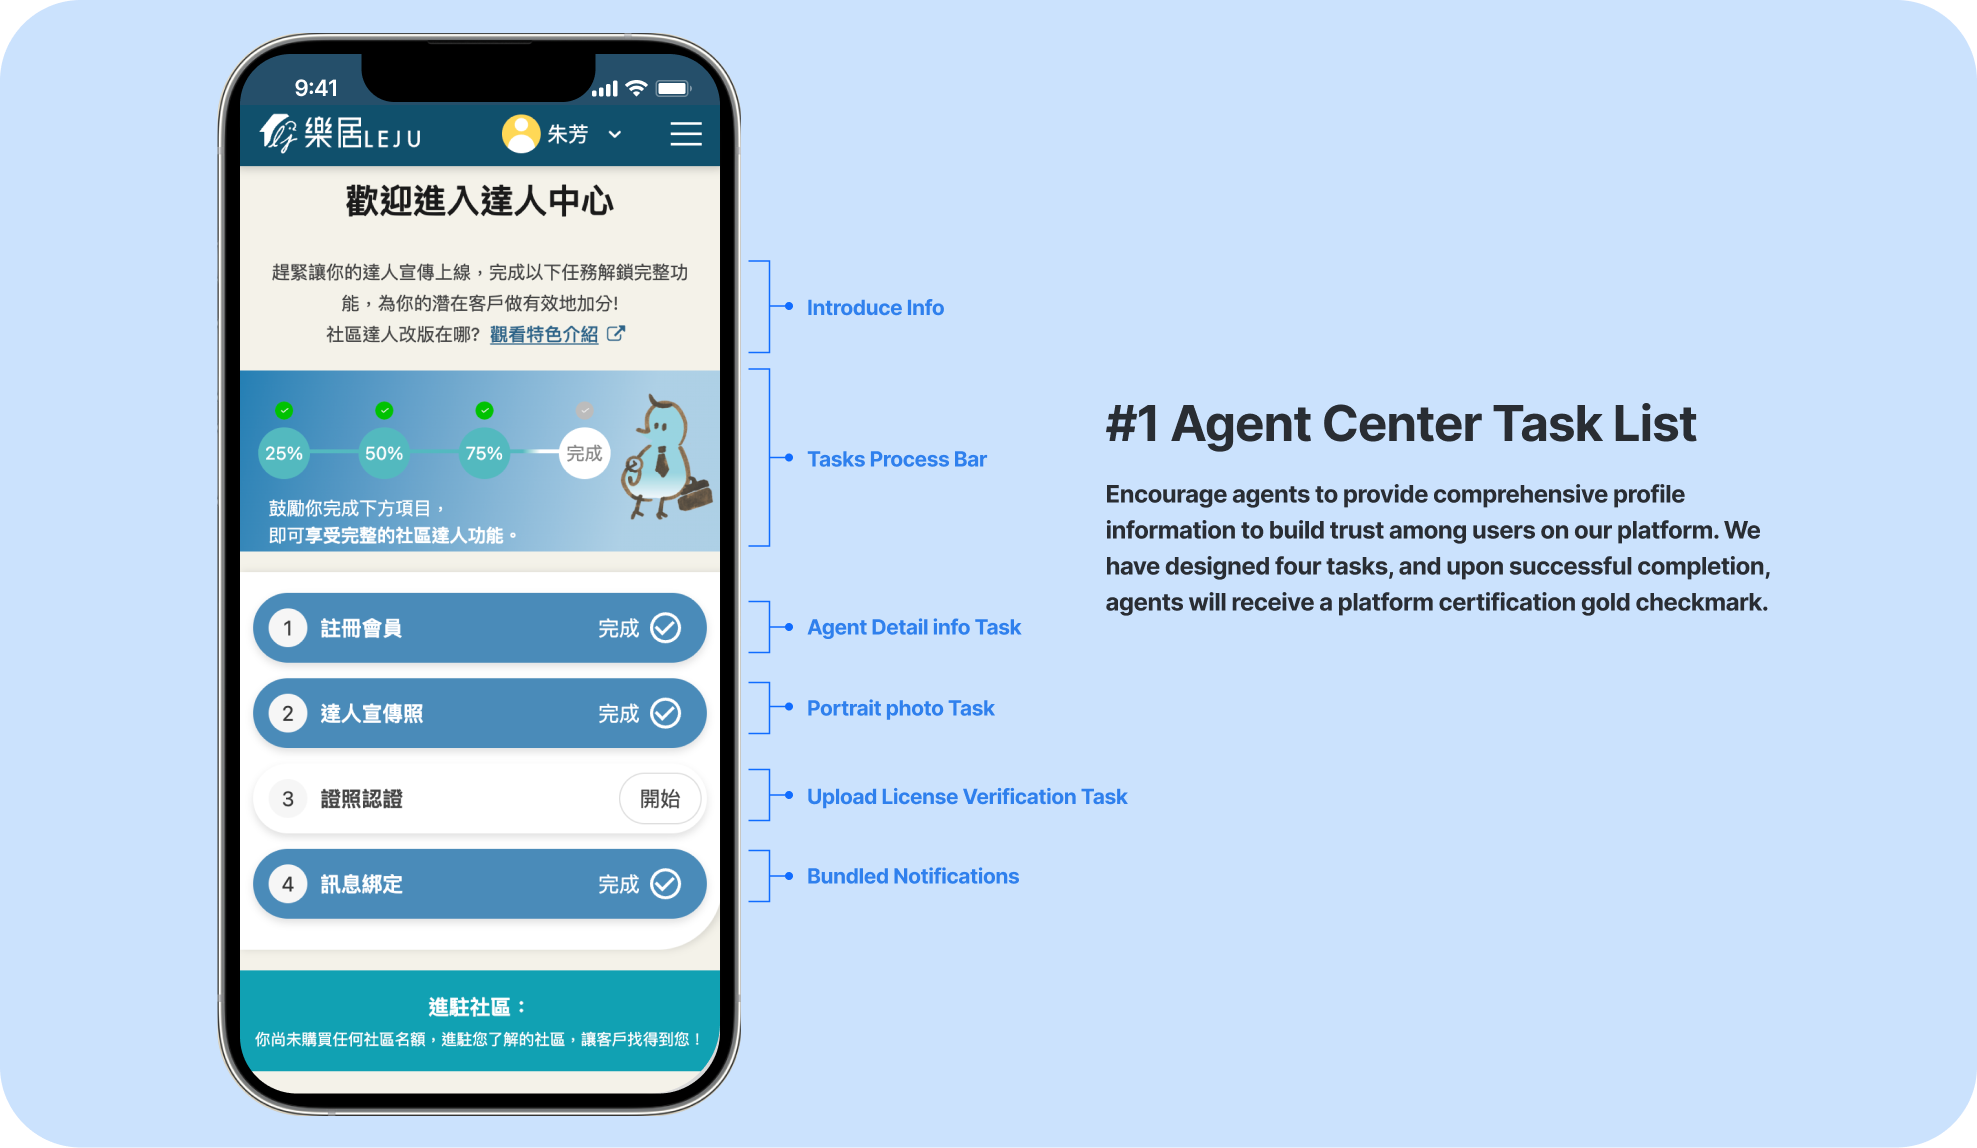 9:41
樂居LEJU
朱芳
歡迎進入達人中心
趕緊讓你的達人宣傳上線，完成以下任務解鎖完整功
能，為你的潛在客戶做有效地加分!
社區達人改版在哪? 觀看特色介紹
25% 50% 75% 完成
鼓勵你完成下方項目，
即可享受完整的社區達人功能。
1 註冊會員 完成
2 達人宣傳照 完成
3 證照認證 開始
4 訊息綁定 完成
進駐社區：
你尚未購買任何社區名額，進駐您了解的社區，讓客戶找得到您！
Introduce Info
Tasks Process Bar
Agent Detail info Task
Portrait photo Task
Upload License Verification Task
Bundled Notifications
#1 Agent Center Task List
Encourage agents to provide comprehensive profile
information to build trust among users on our platform. We
have designed four tasks, and upon successful completion,
agents will receive a platform certification gold checkmark.